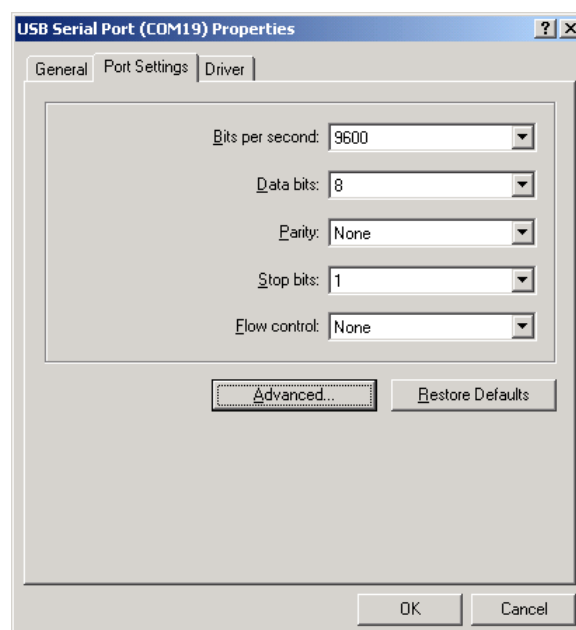 USB Serial Port (COM19) Properties ? X
General Port Settings Driver
Bits per second: 9600
Data bits: 8
Parity: None
Stop bits: 1
Flow control: None
Advanced... Restore Defaults
OK Cancel